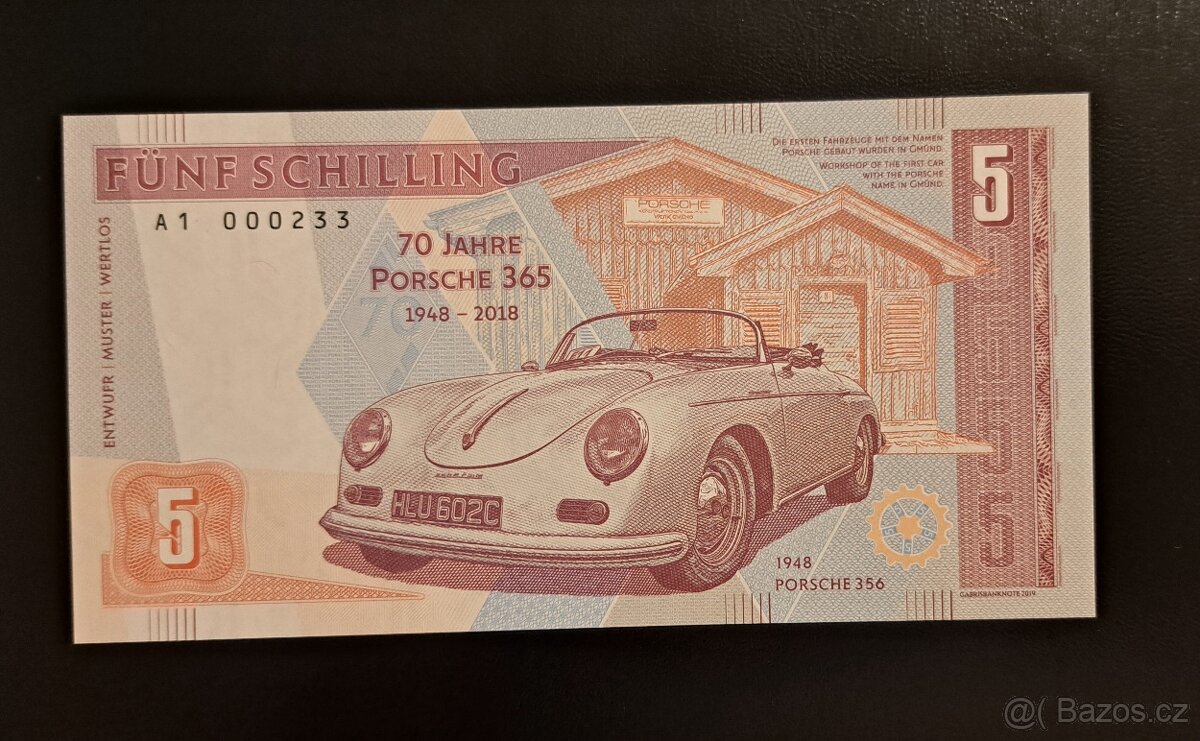 FÜNF SCHILLING
A1 000233
70 JAHRE
PORSCHE 365
1948 – 2018
ENTWUFR | MUSTER | WERTLOS
PORSCHE
DIE ERSTEN FAHRZEUGE MIT DEM NAMEN
PORSCHE GEBAUT WURDEN IN GMÜND.
WORKSHOP OF THE FIRST CAR
WITH THE PORSCHE
NAME IN GMÜND.
5
70
5
HLU 602C
1948
PORSCHE 356
5
5
GABRISBANKNOTE 2019
@( Bazos.cz